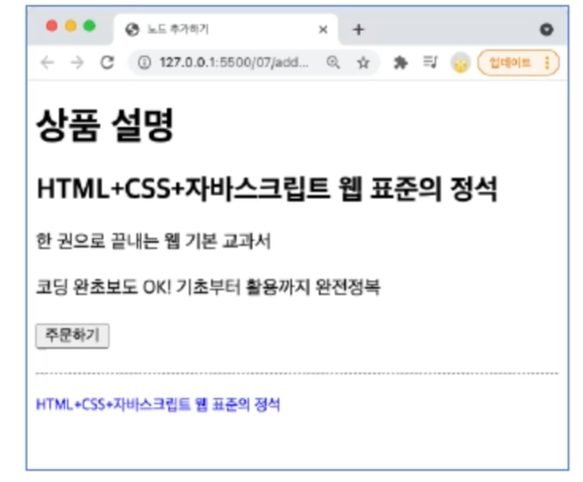 노드 추가하기
127.0.0.1:5500/07/add...
업데이트
상품 설명
HTML+CSS+자바스크립트 웹 표준의 정석
한 권으로 끝내는 웹 기본 교과서
코딩 완초보도 OK! 기초부터 활용까지 완전정복
주문하기
HTML+CSS+자바스크립트 웹 표준의 정석